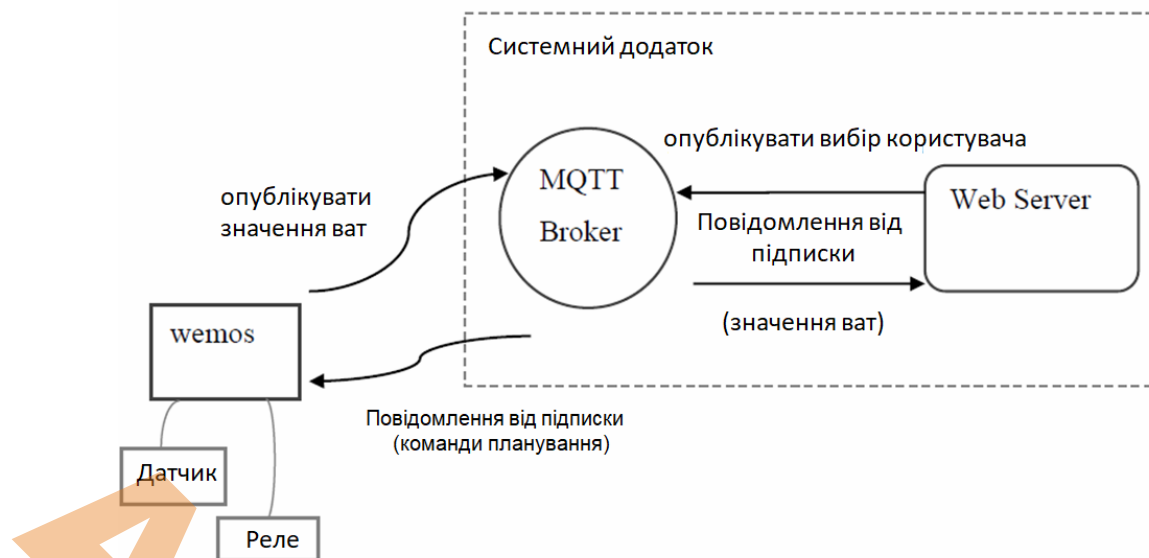 Системний додаток
опублікувати вибір користувача
MQTT
Broker
Web Server
опублікувати
значення ват
Повідомлення від
підписки
(значення ват)
wemos
Повідомлення від підписки
(команди планування)
Датчик
Реле